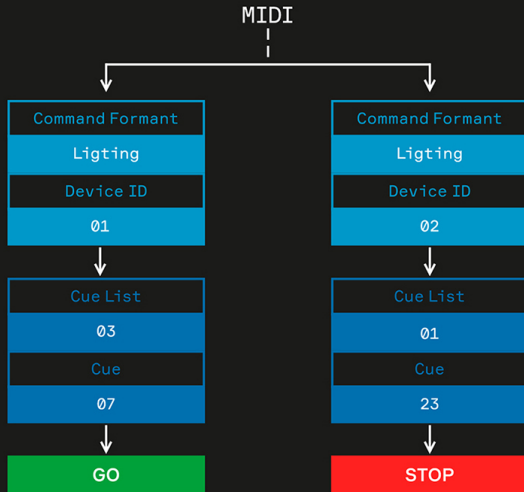 MIDI
Command Formant
Ligting
Device ID
01
Cue List
03
Cue
07
GO
Command Formant
Ligting
Device ID
02
Cue List
01
Cue
23
STOP